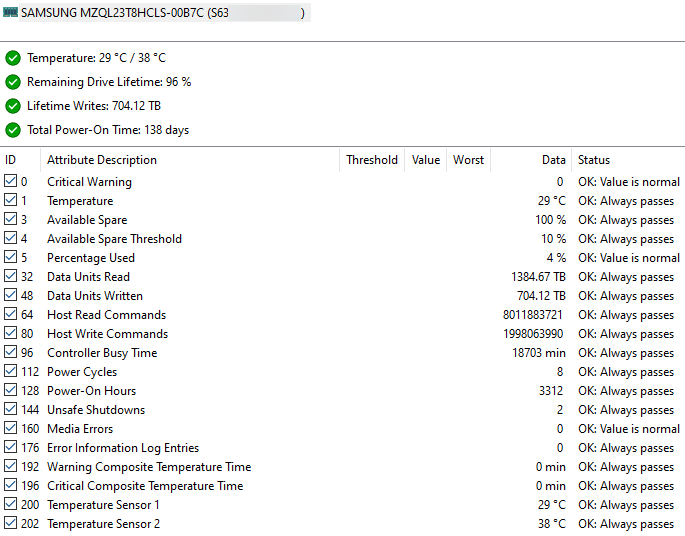 SAMSUNG MZQL23T8HCLS-00B7C (S63 )
Temperature: 29 °C / 38 °C
Remaining Drive Lifetime: 96 %
Lifetime Writes: 704.12 TB
Total Power-On Time: 138 days
ID Attribute Description Threshold Value Worst Data Status
0 Critical Warning 0 OK: Value is normal
1 Temperature 29 °C OK: Always passes
3 Available Spare 100 % OK: Always passes
4 Available Spare Threshold 10 % OK: Always passes
5 Percentage Used 4 % OK: Value is normal
32 Data Units Read 1384.67 TB OK: Always passes
48 Data Units Written 704.12 TB OK: Always passes
64 Host Read Commands 8011883721 OK: Always passes
80 Host Write Commands 1998063990 OK: Always passes
96 Controller Busy Time 18703 min OK: Always passes
112 Power Cycles 8 OK: Always passes
128 Power-On Hours 3312 OK: Always passes
144 Unsafe Shutdowns 2 OK: Always passes
160 Media Errors 0 OK: Value is normal
176 Error Information Log Entries 0 OK: Always passes
192 Warning Composite Temperature Time 0 min OK: Always passes
196 Critical Composite Temperature Time 0 min OK: Always passes
200 Temperature Sensor 1 29 °C OK: Always passes
202 Temperature Sensor 2 38 °C OK: Always passes